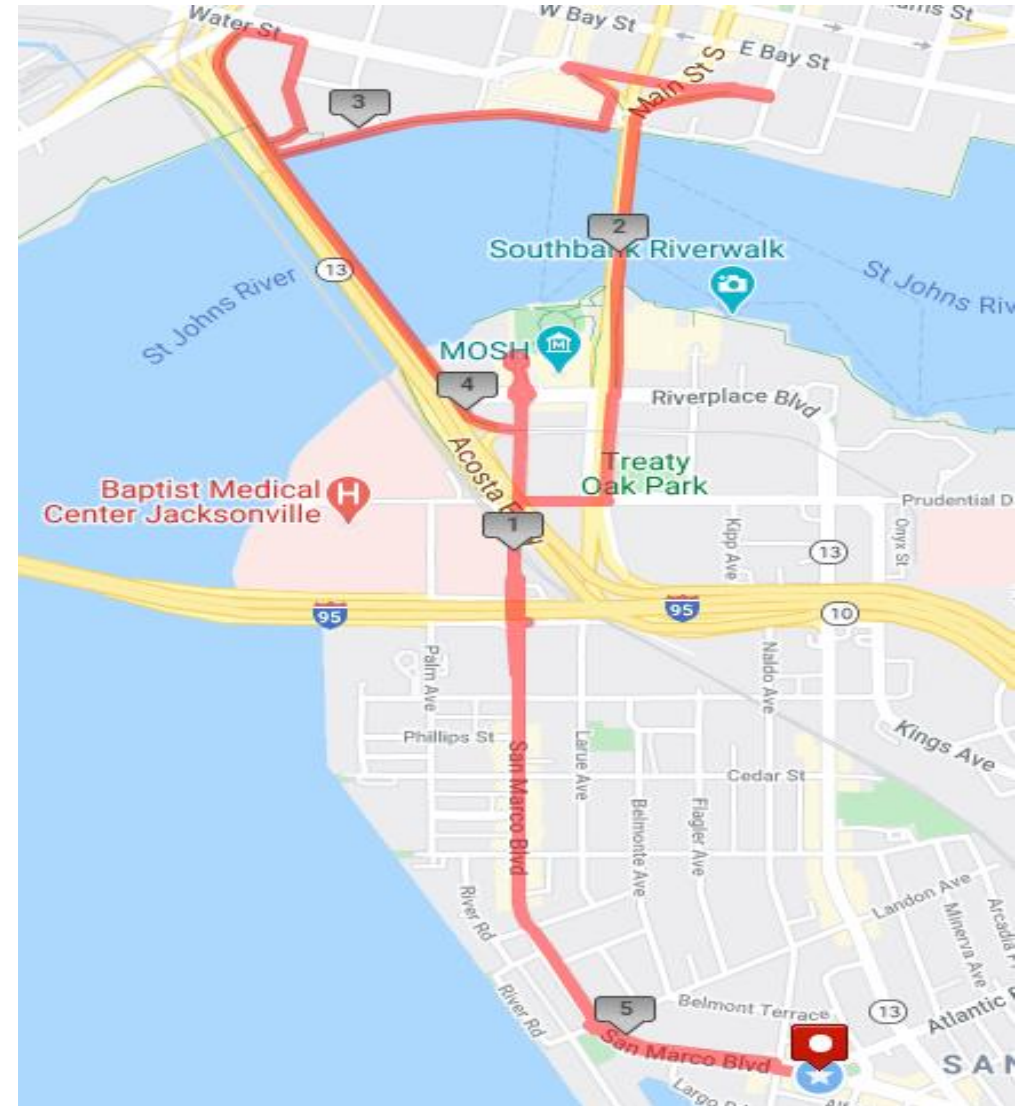 Water St
W Bay St
ams St
E Bay St
Main St S
3
2
Southbank Riverwalk
St Johns River
13
St Johns Riv
MOSH
M
4
Riverplace Blvd
Acosta
Treaty
Oak Park
Baptist Medical
Center Jacksonville
H
Prudential D
1
Kipp Ave
Onyx St
13
95
95
10
Palm Ave
Naldo Ave
Phillips St
San Marco Blvd
Larue Ave
Kings Ave
Cedar St
Belmonte Ave
Flagler Ave
River Rd
Landon Ave
Minerva Ave
Arcadia P
River Rd
5
Belmont Terrace
13
Atlantic
San Marco Blvd
SAN
Largo